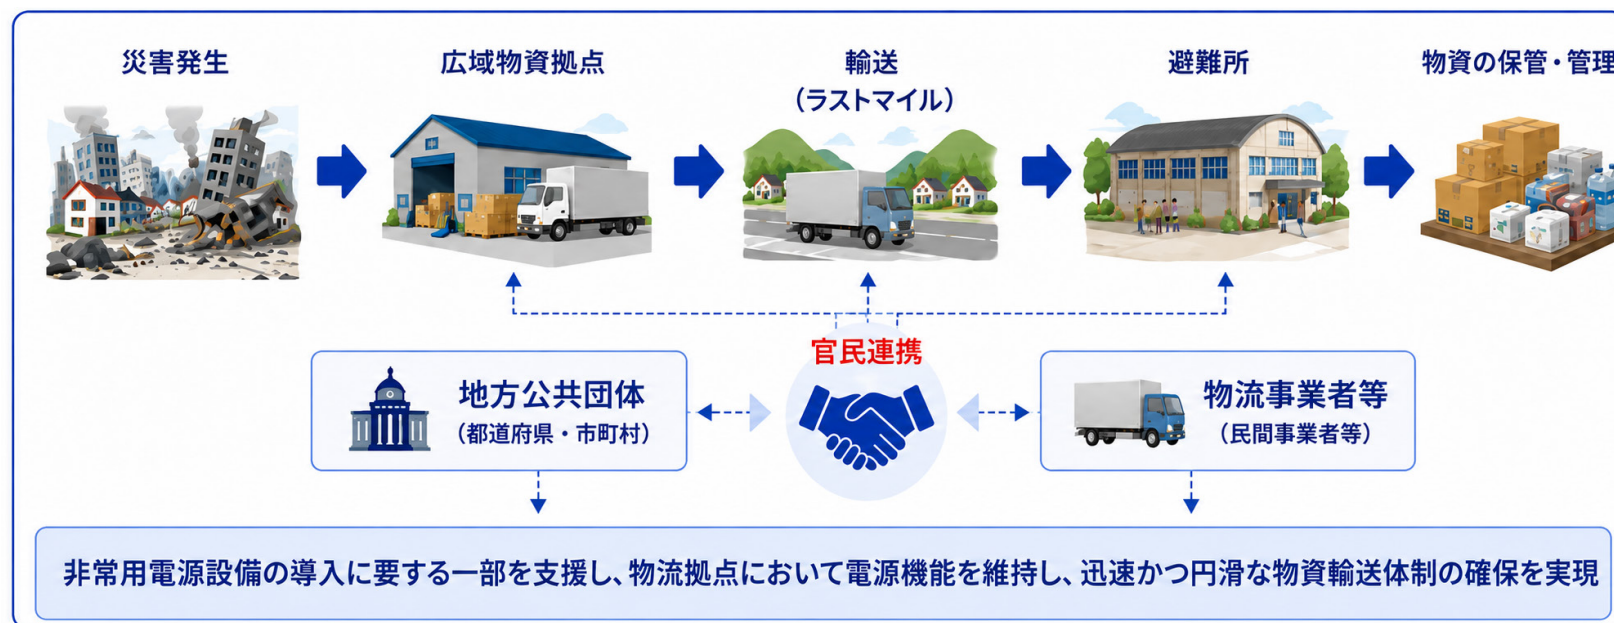 災害発生
広域物資拠点
輸送
（ラストマイル）
避難所
物資の保管・管理
官民連携
地方公共団体
（都道府県・市町村）
物流事業者等
（民間事業者等）
非常用電源設備の導入に要する一部を支援し、物流拠点において電源機能を維持し、迅速かつ円滑な物資輸送体制の確保を実現